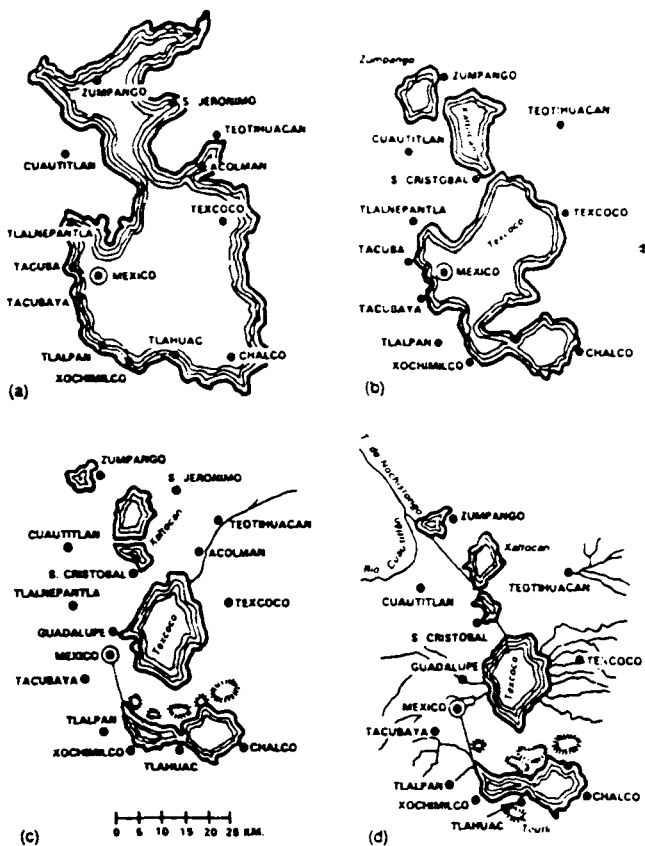 ZUMPANGO
S JERONIMO
TEOTIHUACAN
CUAUTITLAN
ACOLMAN
TEXCOCO
TLALNEPANTLA
TACUBA
MEXICO
TACUBAYA
TLAHUAC
TLALPAN
CHALCO
XOCHIMILCO
(a)
Zumpango
ZUMPANGO
TEOTIHUACAN
CUAUTITLAN
S CRISTOBAL
TLALNEPANTLA
TEXCOCO
Texcoco
TACUBA
MEXICO
TACUBAYA
TLALPAN
CHALCO
XOCHIMILCO
(b)
ZUMPANGO
S JERONIMO
Xaltocan
TEOTIHUACAN
CUAUTITLAN
ACOLMAN
S. CRISTOBAL
TLALNEPANTLA
TEXCOCO
GUADALUPE
Texcoco
MEXICO
TACUBAYA
TLALPAN
XOCHIMILCO
CHALCO
TLAHUAC
0 5 10 15 20 25 KM.
(c)
T. de Nochistongo
ZUMPANGO
Rio
Xaltocan
TEOTIHUACAN
CUAUTITLAN
S CRISTOBAL
GUADALUPE
Texcoco
TEXCOCO
MEXICO
TACUBAYA
TLALPAN
CHALCO
XOCHIMILCO
TLAHUAC
(d)